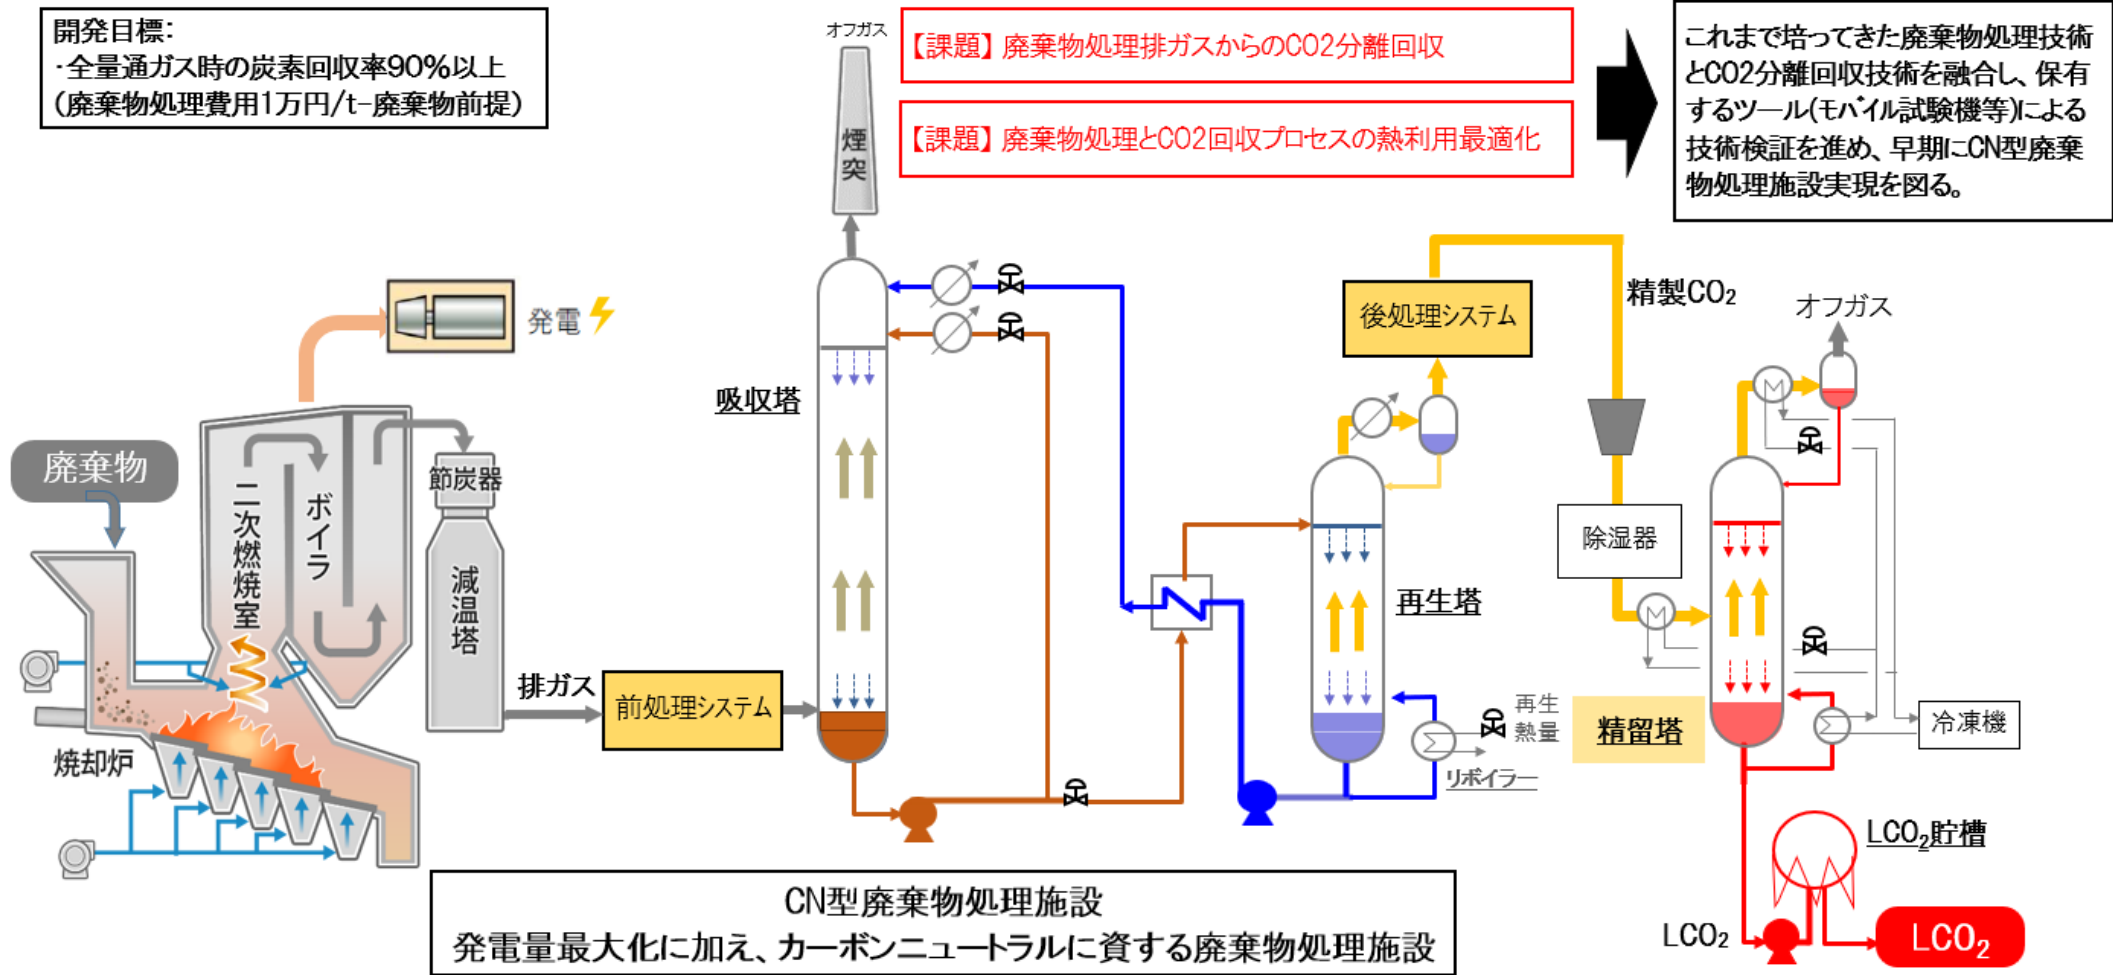 開発目標:
・全量通ガス時の炭素回収率90%以上
(廃棄物処理費用1万円/t-廃棄物前提)
オフガス
煙突
【課題】廃棄物処理排ガスからのCO2分離回収
【課題】廃棄物処理とCO2回収プロセスの熱利用最適化
これまで培ってきた廃棄物処理技術
とCO2分離回収技術を融合し、保有
するツール(モバイル試験機等)による
技術検証を進め、早期にCN型廃棄
物処理施設実現を図る。
発電
廃棄物
二次燃焼室
ボイラ
節炭器
減温塔
焼却炉
排ガス
前処理システム
吸収塔
再生塔
後処理システム
精製CO₂
オフガス
M
除湿器
M
再生
熱量
リボイラー
精留塔
冷凍機
LCO₂貯槽
LCO₂
LCO₂
CN型廃棄物処理施設
発電量最大化に加え、カーボンニュートラルに資する廃棄物処理施設